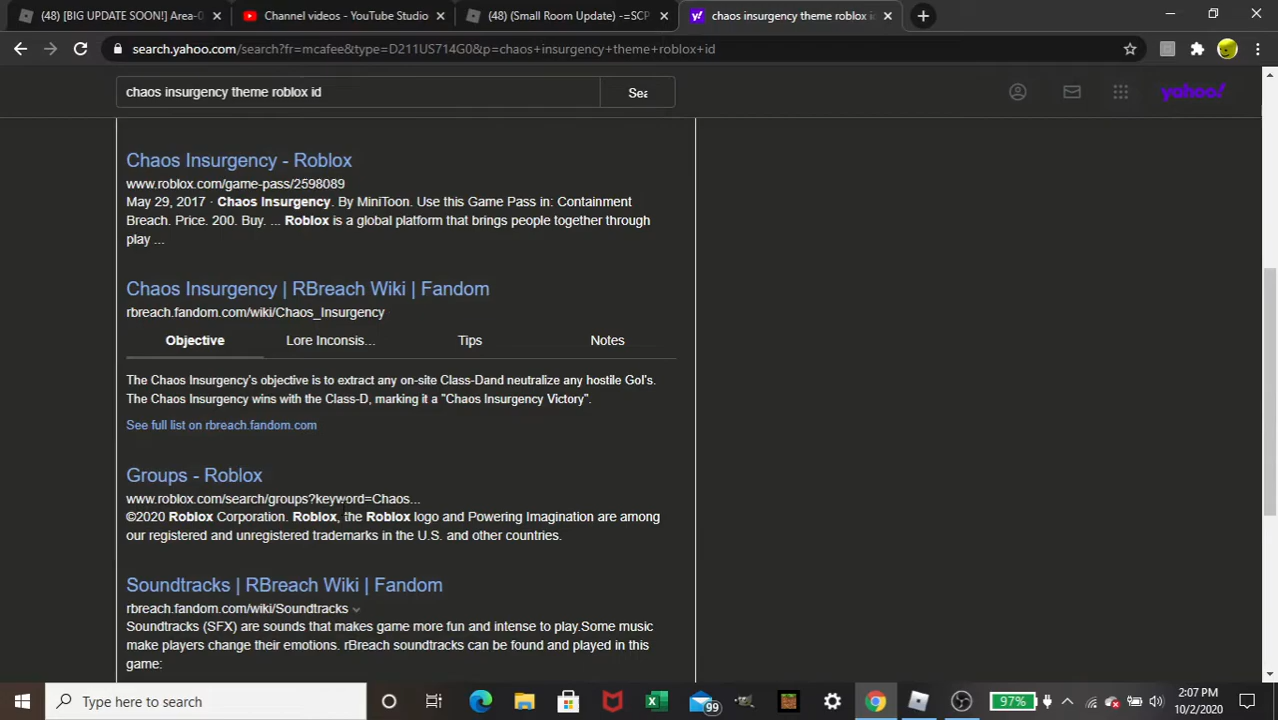 (48) [BIG UPDATE SOON!] Area-0
Channel videos - YouTube Studio
(48) (Small Room Update) -=SCP
chaos insurgency theme roblox id
search.yahoo.com/search?fr=mcafee&type=D211US714G0&p=chaos+insurgency+theme+roblox+id
chaos insurgency theme roblox id
Sea
yahoo!
Chaos Insurgency - Roblox
www.roblox.com/game-pass/2598089
May 29, 2017 · Chaos Insurgency. By MiniToon. Use this Game Pass in: Containment
Breach. Price. 200. Buy. ... Roblox is a global platform that brings people together through
play ...
Chaos Insurgency | RBreach Wiki | Fandom
rbreach.fandom.com/wiki/Chaos_Insurgency
Objective
Lore Inconsis...
Tips
Notes
The Chaos Insurgency's objective is to extract any on-site Class-Dand neutralize any hostile GoI's.
The Chaos Insurgency wins with the Class-D, marking it a "Chaos Insurgency Victory".
See full list on rbreach.fandom.com
Groups - Roblox
www.roblox.com/search/groups?keyword=Chaos...
©2020 Roblox Corporation. Roblox, the Roblox logo and Powering Imagination are among
our registered and unregistered trademarks in the U.S. and other countries.
Soundtracks | RBreach Wiki | Fandom
rbreach.fandom.com/wiki/Soundtracks
Soundtracks (SFX) are sounds that makes game more fun and intense to play.Some music
make players change their emotions. rBreach soundtracks can be found and played in this
game:
Type here to search
99
97%
2:07 PM
10/2/2020